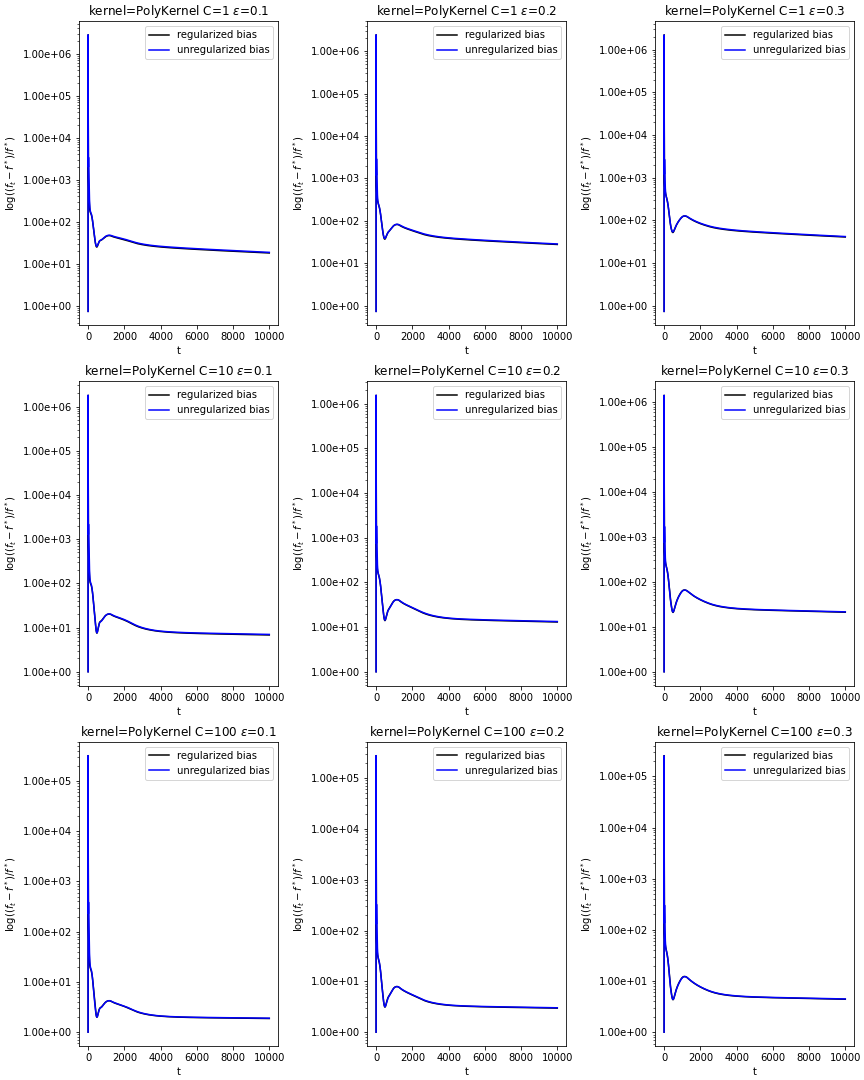 kernel=PolyKernel C=1 ε=0.1
regularized bias
unregularized bias
1.00e+06
1.00e+05
1.00e+04
1.00e+03
1.00e+02
1.00e+01
1.00e+00
log((f_t − f*)/f*)
0 2000 4000 6000 8000 10000
t
kernel=PolyKernel C=1 ε=0.2
regularized bias
unregularized bias
1.00e+06
1.00e+05
1.00e+04
1.00e+03
1.00e+02
1.00e+01
1.00e+00
log((f_t − f*)/f*)
0 2000 4000 6000 8000 10000
t
kernel=PolyKernel C=1 ε=0.3
regularized bias
unregularized bias
1.00e+06
1.00e+05
1.00e+04
1.00e+03
1.00e+02
1.00e+01
1.00e+00
log((f_t − f*)/f*)
0 2000 4000 6000 8000 10000
t
kernel=PolyKernel C=10 ε=0.1
regularized bias
unregularized bias
1.00e+06
1.00e+05
1.00e+04
1.00e+03
1.00e+02
1.00e+01
1.00e+00
log((f_t − f*)/f*)
0 2000 4000 6000 8000 10000
t
kernel=PolyKernel C=10 ε=0.2
regularized bias
unregularized bias
1.00e+06
1.00e+05
1.00e+04
1.00e+03
1.00e+02
1.00e+01
1.00e+00
log((f_t − f*)/f*)
0 2000 4000 6000 8000 10000
t
kernel=PolyKernel C=10 ε=0.3
regularized bias
unregularized bias
1.00e+06
1.00e+05
1.00e+04
1.00e+03
1.00e+02
1.00e+01
1.00e+00
log((f_t − f*)/f*)
0 2000 4000 6000 8000 10000
t
kernel=PolyKernel C=100 ε=0.1
regularized bias
unregularized bias
1.00e+05
1.00e+04
1.00e+03
1.00e+02
1.00e+01
1.00e+00
log((f_t − f*)/f*)
0 2000 4000 6000 8000 10000
t
kernel=PolyKernel C=100 ε=0.2
regularized bias
unregularized bias
1.00e+05
1.00e+04
1.00e+03
1.00e+02
1.00e+01
1.00e+00
log((f_t − f*)/f*)
0 2000 4000 6000 8000 10000
t
kernel=PolyKernel C=100 ε=0.3
regularized bias
unregularized bias
1.00e+05
1.00e+04
1.00e+03
1.00e+02
1.00e+01
1.00e+00
log((f_t − f*)/f*)
0 2000 4000 6000 8000 10000
t